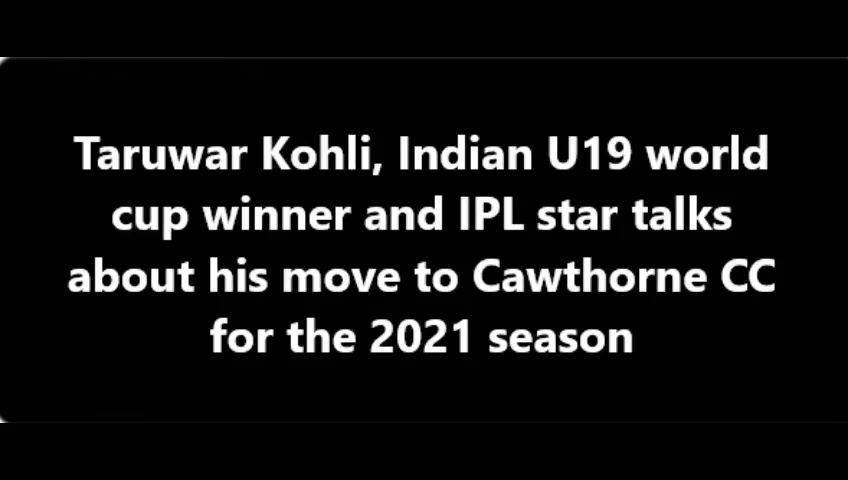 Taruwar Kohli, Indian U19 world
cup winner and IPL star talks
about his move to Cawthorne CC
for the 2021 season